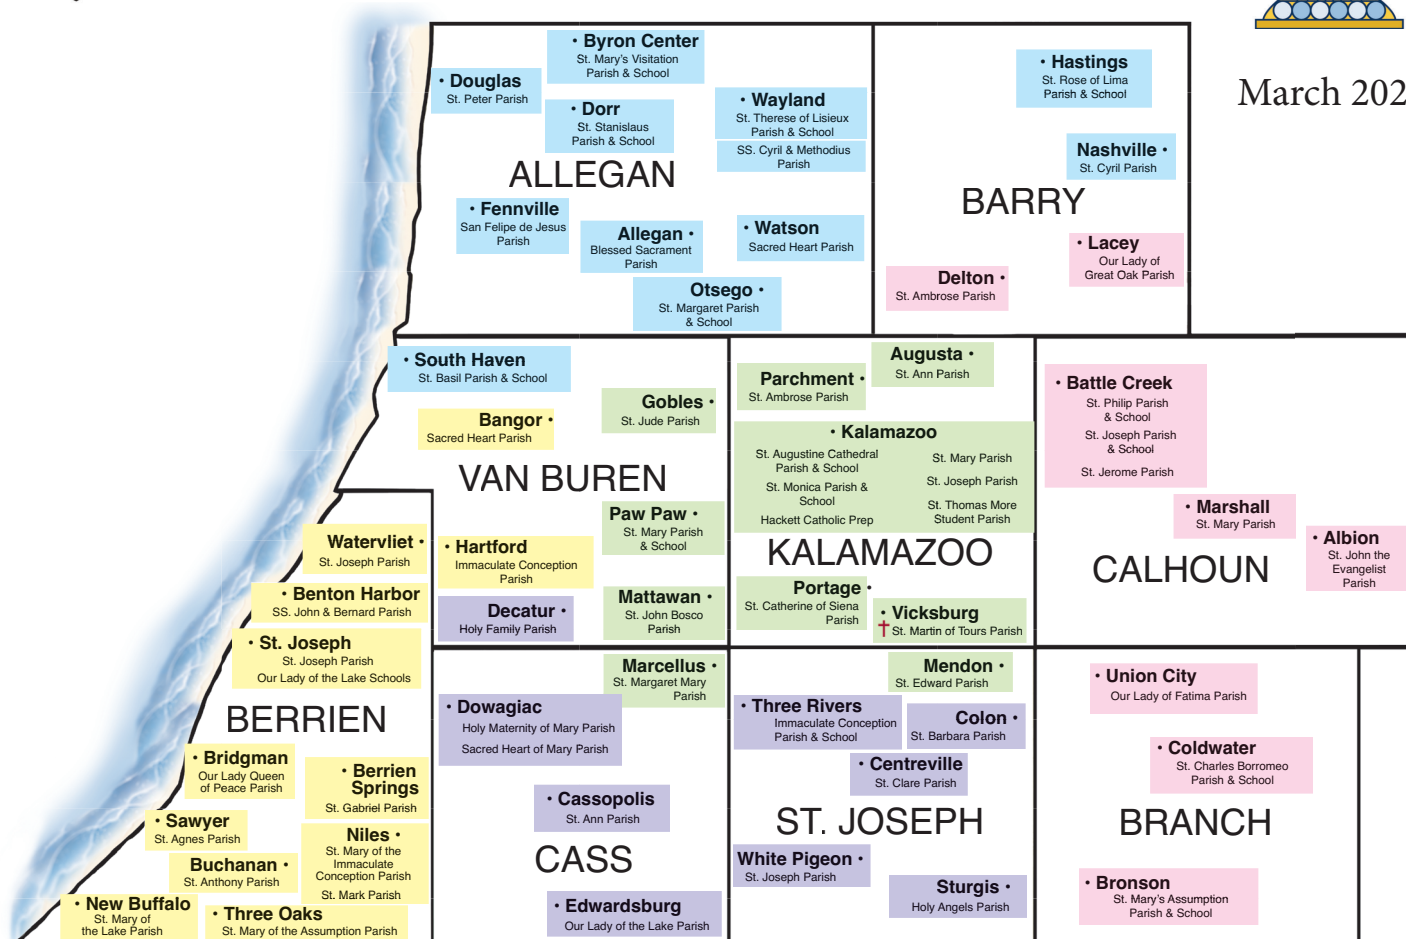 March 202
• Byron Center
St. Mary's Visitation
Parish & School
• Douglas
St. Peter Parish
• Dorr
St. Stanislaus
Parish & School
• Wayland
St. Therese of Lisieux
Parish & School
SS. Cyril & Methodius
Parish
ALLEGAN
• Fennville
San Felipe de Jesus
Parish
Allegan •
Blessed Sacrament
Parish
• Watson
Sacred Heart Parish
Otsego •
St. Margaret Parish
& School
• Hastings
St. Rose of Lima
Parish & School
Nashville •
St. Cyril Parish
BARRY
• Lacey
Our Lady of
Great Oak Parish
Delton •
St. Ambrose Parish
• South Haven
St. Basil Parish & School
Gobles •
St. Jude Parish
Bangor •
Sacred Heart Parish
VAN BUREN
Paw Paw •
St. Mary Parish
& School
• Hartford
Immaculate Conception
Parish
Decatur •
Holy Family Parish
Mattawan •
St. John Bosco
Parish
Augusta •
St. Ann Parish
Parchment •
St. Ambrose Parish
• Kalamazoo
St. Augustine Cathedral
Parish & School
St. Monica Parish &
School
Hackett Catholic Prep
St. Mary Parish
St. Joseph Parish
St. Thomas More
Student Parish
KALAMAZOO
Portage •
St. Catherine of Siena
Parish
• Vicksburg
St. Martin of Tours Parish
• Battle Creek
St. Philip Parish
& School
St. Joseph Parish
& School
St. Jerome Parish
• Marshall
St. Mary Parish
• Albion
St. John the
Evangelist
Parish
CALHOUN
Watervliet •
St. Joseph Parish
• Benton Harbor
SS. John & Bernard Parish
• St. Joseph
St. Joseph Parish
Our Lady of the Lake Schools
BERRIEN
• Bridgman
Our Lady Queen
of Peace Parish
• Berrien
Springs
St. Gabriel Parish
• Sawyer
St. Agnes Parish
Niles •
St. Mary of the
Immaculate
Conception Parish
St. Mark Parish
Buchanan •
St. Anthony Parish
• New Buffalo
St. Mary of
the Lake Parish
• Three Oaks
St. Mary of the Assumption Parish
Marcellus •
St. Margaret Mary
Parish
• Dowagiac
Holy Maternity of Mary Parish
Sacred Heart of Mary Parish
• Cassopolis
St. Ann Parish
CASS
• Edwardsburg
Our Lady of the Lake Parish
Mendon •
St. Edward Parish
• Three Rivers
Immaculate Conception
Parish & School
Colon •
St. Barbara Parish
• Centreville
St. Clare Parish
ST. JOSEPH
White Pigeon •
St. Joseph Parish
Sturgis •
Holy Angels Parish
• Union City
Our Lady of Fatima Parish
• Coldwater
St. Charles Borromeo
Parish & School
BRANCH
• Bronson
St. Mary's Assumption
Parish & School